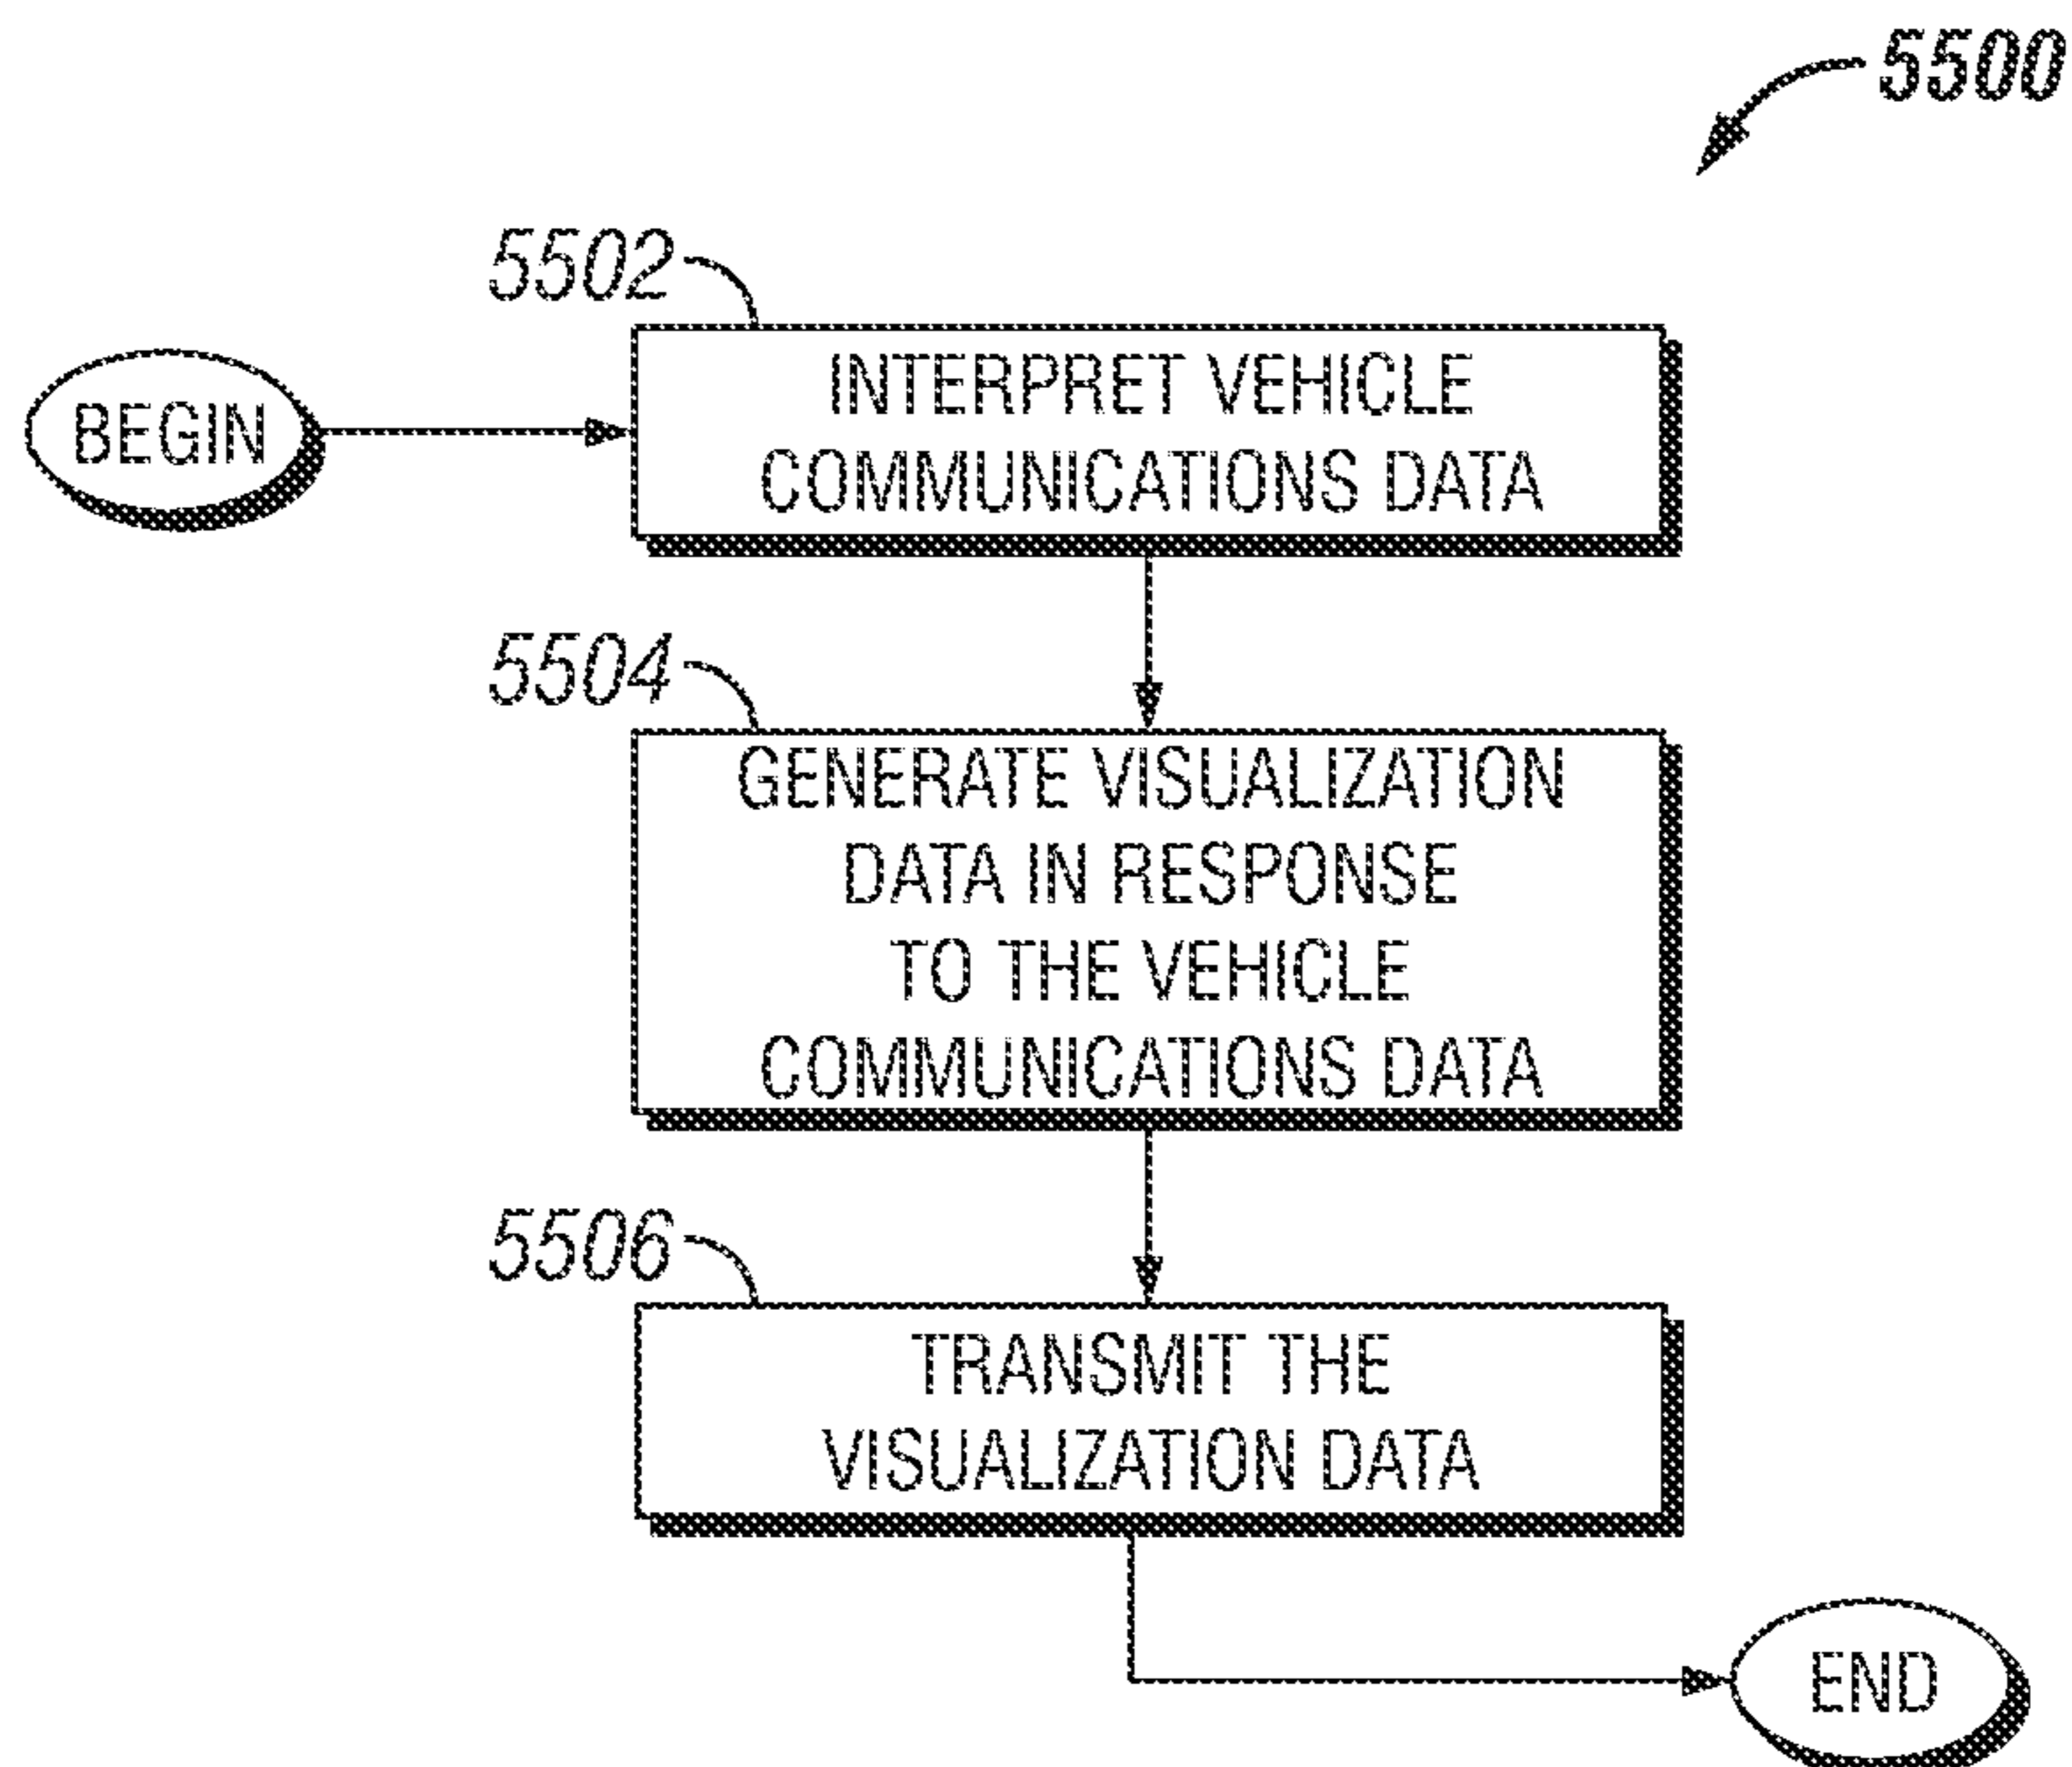 5500
5502
BEGIN
INTERPRET VEHICLE
COMMUNICATIONS DATA
5504
GENERATE VISUALIZATION
DATA IN RESPONSE
TO THE VEHICLE
COMMUNICATIONS DATA
5506
TRANSMIT THE
VISUALIZATION DATA
END